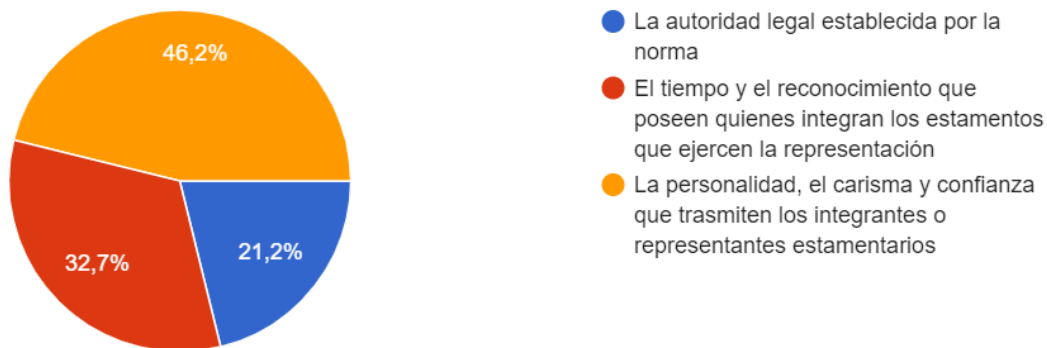 46,2%
32,7%
21,2%
La autoridad legal establecida por la
norma
El tiempo y el reconocimiento que
poseen quienes integran los estamentos
que ejercen la representación
La personalidad, el carisma y confianza
que trasmiten los integrantes o
representantes estamentarios